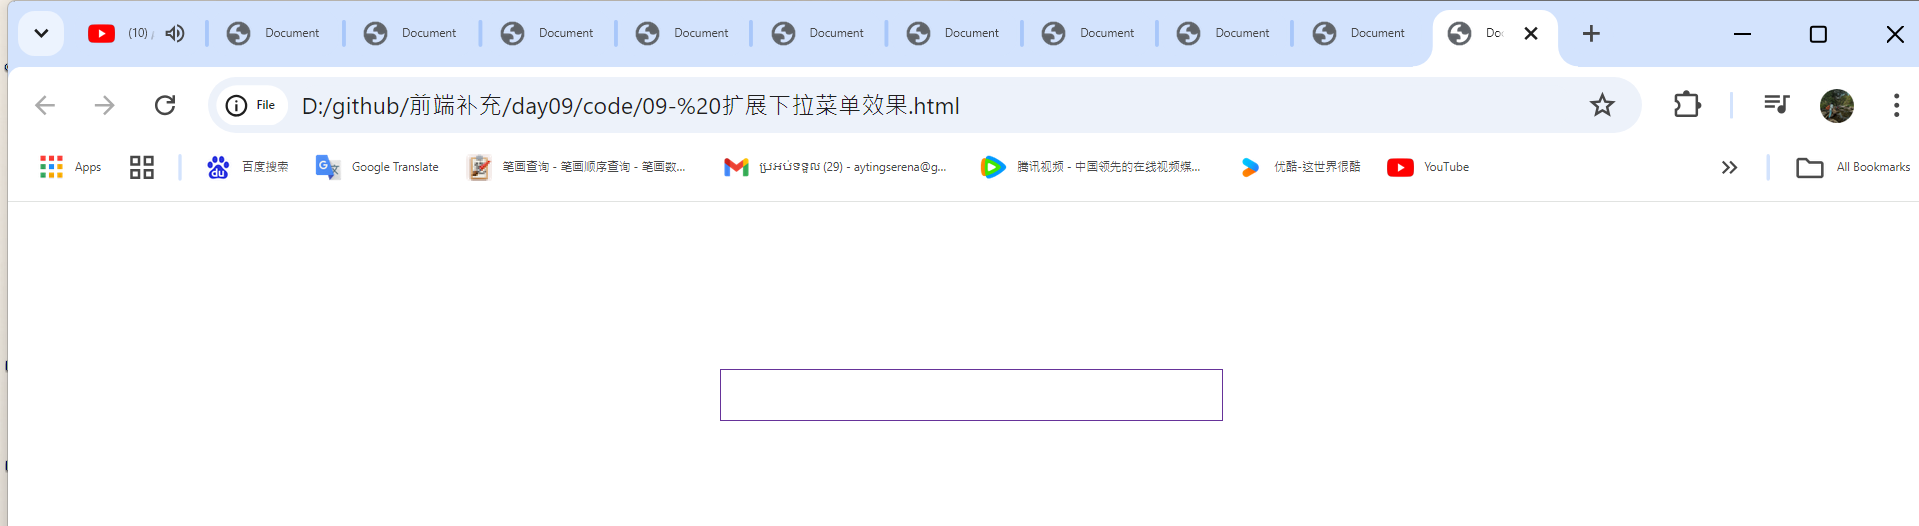 (10)
Document
Document
Document
Document
Document
Document
Document
Document
Document
Doc
File
D:/github/前端补充/day09/code/09-%20扩展下拉菜单效果.html
Apps
百度搜索
Google Translate
笔画查询 - 笔画顺序查询 - 笔画数...
ប្រអប់ទទួល (29) - aytingserena@g...
腾讯视频 - 中国领先的在线视频媒...
优酷-这世界很酷
YouTube
All Bookmarks